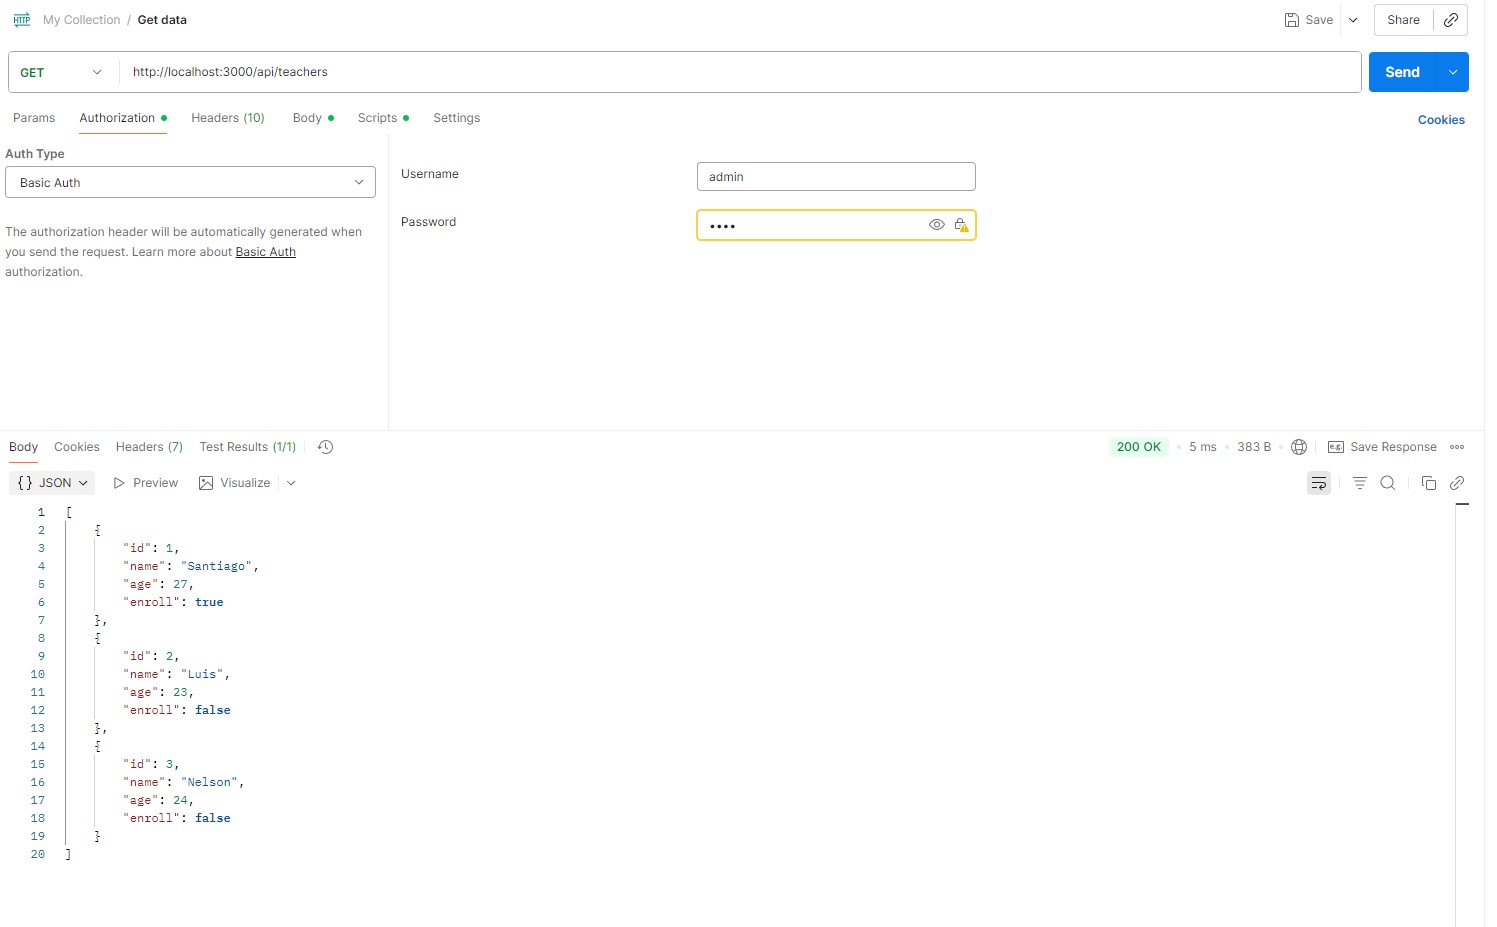 HTTP My Collection / Get data Save Share
GET http://localhost:3000/api/teachers Send
Params Authorization Headers (10) Body Scripts Settings Cookies
Auth Type
Basic Auth
The authorization header will be automatically generated when
you send the request. Learn more about Basic Auth
authorization.
Username admin
Password ••••
Body Cookies Headers (7) Test Results (1/1) 200 OK • 5 ms • 383 B • e.g. Save Response
{} JSON Preview Visualize
1 [
2 {
3 "id": 1,
4 "name": "Santiago",
5 "age": 27,
6 "enroll": true
7 },
8 {
9 "id": 2,
10 "name": "Luis",
11 "age": 23,
12 "enroll": false
13 },
14 {
15 "id": 3,
16 "name": "Nelson",
17 "age": 24,
18 "enroll": false
19 }
20 ]